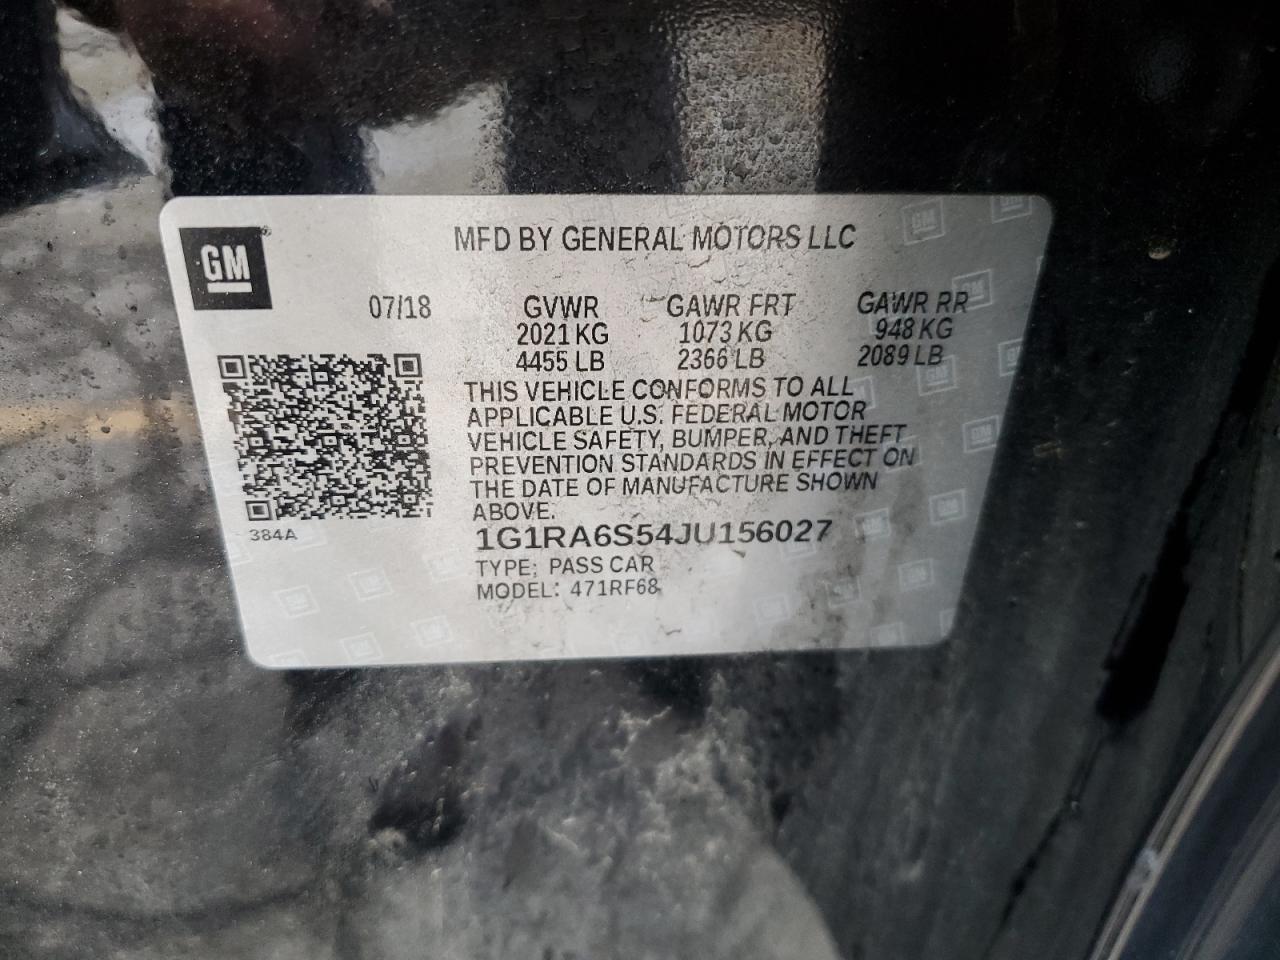 GM
MFD BY GENERAL MOTORS LLC
07/18 GVWR GAWR FRT GAWR RR
2021 KG 1073 KG 948 KG
4455 LB 2366 LB 2089 LB
THIS VEHICLE CONFORMS TO ALL
APPLICABLE U.S. FEDERAL MOTOR
VEHICLE SAFETY, BUMPER, AND THEFT
PREVENTION STANDARDS IN EFFECT ON
THE DATE OF MANUFACTURE SHOWN
ABOVE.
384A
1G1RA6S54JU156027
TYPE: PASS CAR
MODEL: 471RF68